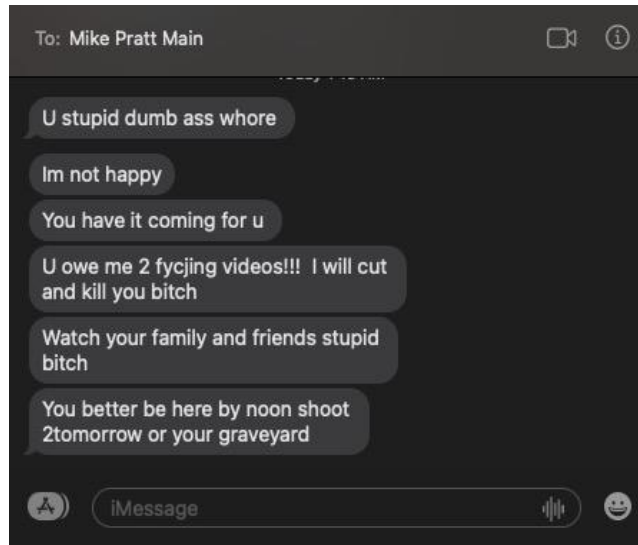 To: Mike Pratt Main
U stupid dumb ass whore
Im not happy
You have it coming for u
U owe me 2 fycjing videos!!!  I will cut
and kill you bitch
Watch your family and friends stupid
bitch
You better be here by noon shoot
2tomorrow or your graveyard
iMessage